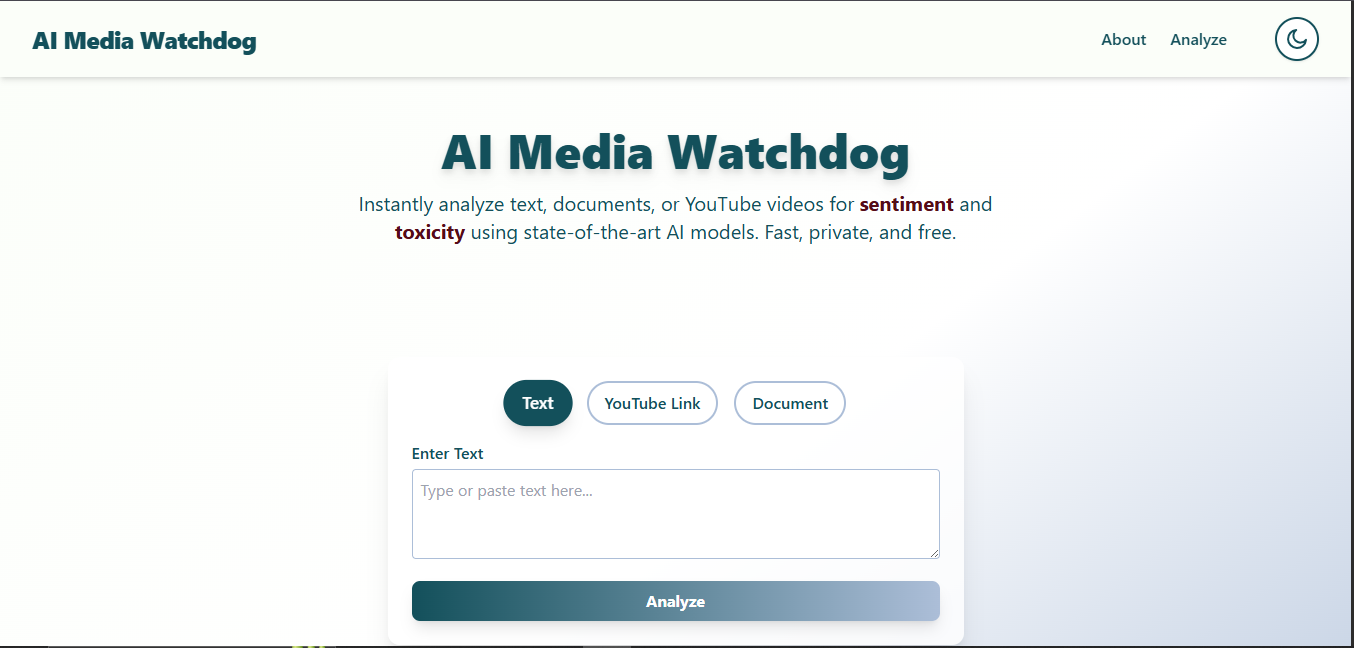 AI Media Watchdog
About
Analyze
AI Media Watchdog
Instantly analyze text, documents, or YouTube videos for sentiment and
toxicity using state-of-the-art AI models. Fast, private, and free.
Text
YouTube Link
Document
Enter Text
Type or paste text here...
Analyze